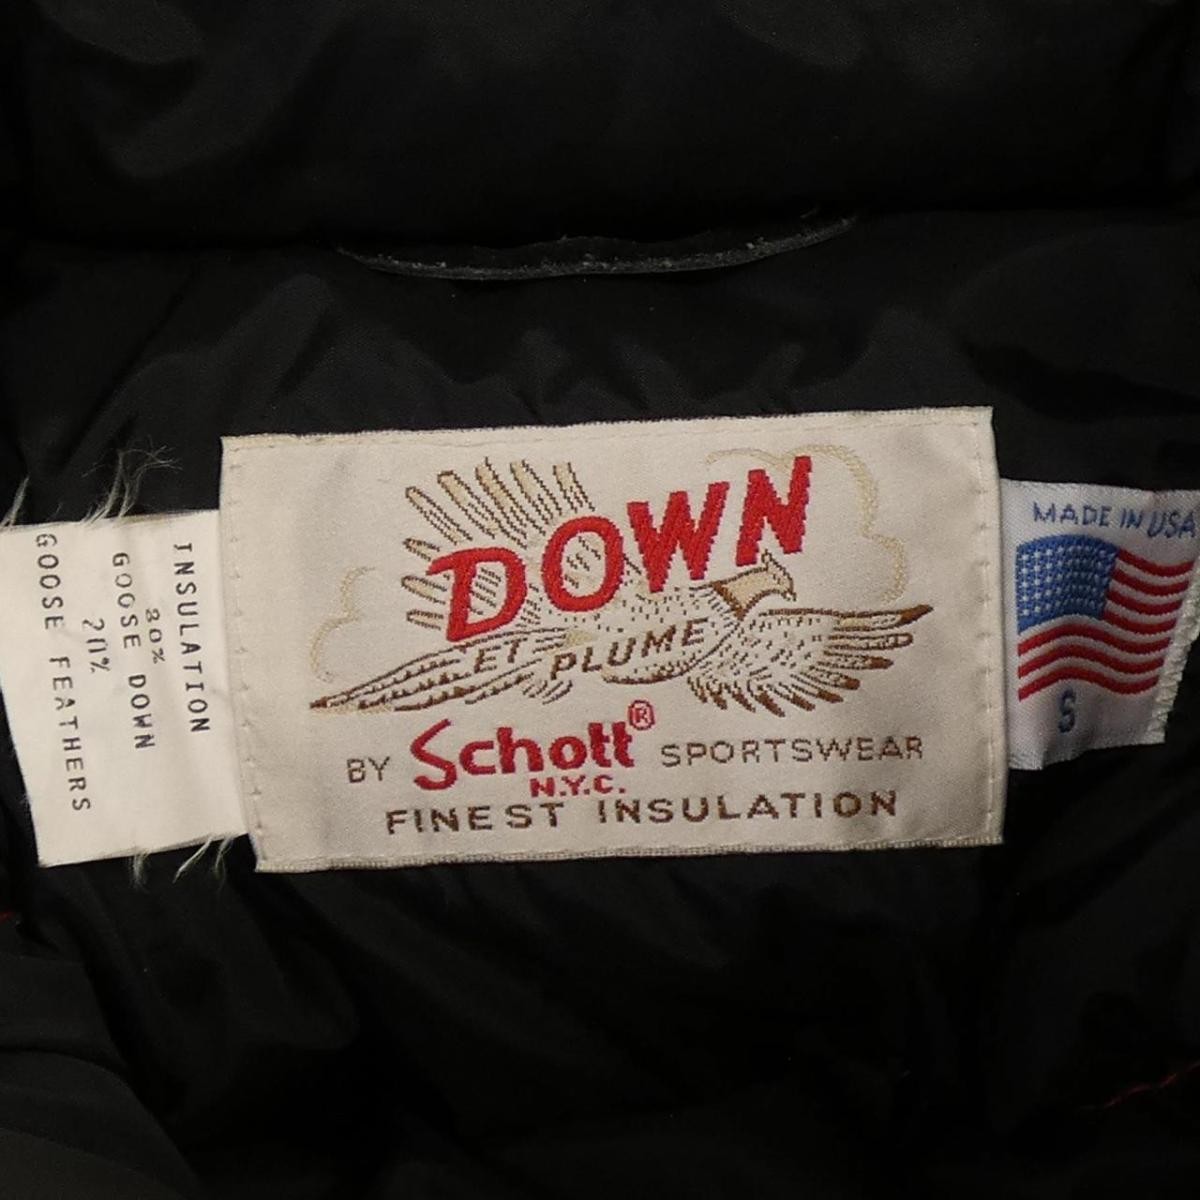 INSULATION
80%
GOOSE DOWN
20%
GOOSE FEATHERS
DOWN
ET PLUME
BY Schott® SPORTSWEAR
N.Y.C.
FINEST INSULATION
MADE IN USA
S